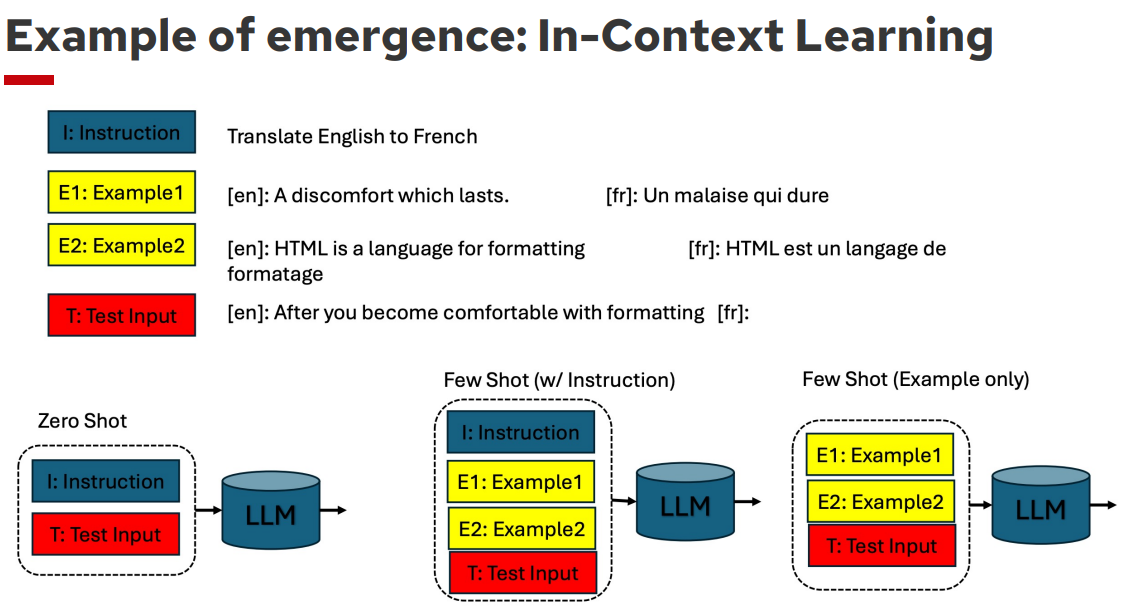 Example of emergence: In-Context Learning
I: Instruction
Translate English to French
E1: Example1
[en]: A discomfort which lasts. [fr]: Un malaise qui dure
E2: Example2
[en]: HTML is a language for formatting [fr]: HTML est un langage de
formatage
T: Test Input
[en]: After you become comfortable with formatting [fr]:
Zero Shot
I: Instruction
T: Test Input
LLM
Few Shot (w/ Instruction)
I: Instruction
E1: Example1
E2: Example2
T: Test Input
LLM
Few Shot (Example only)
E1: Example1
E2: Example2
T: Test Input
LLM